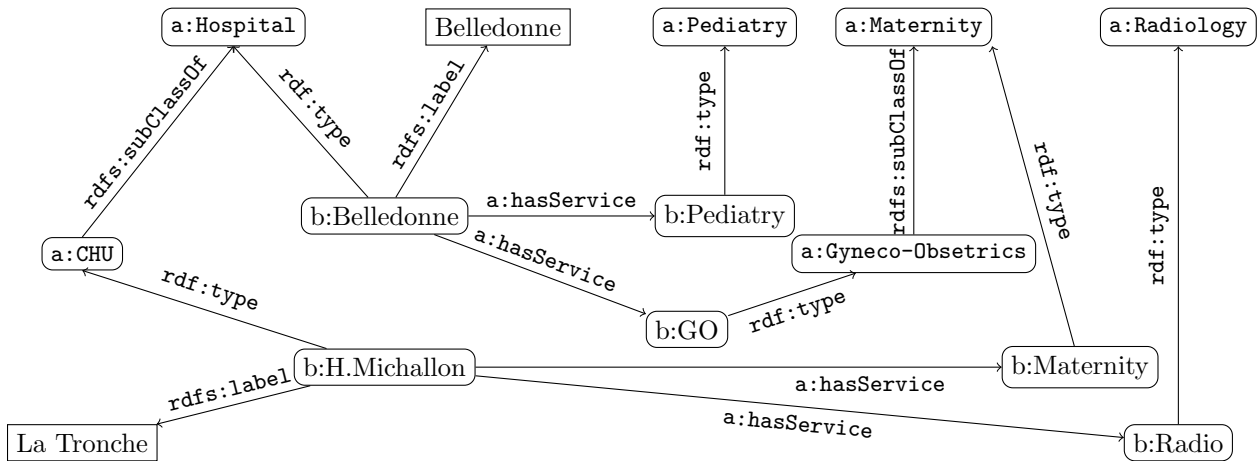 a:Hospital
Belledonne
a:Pediatry
a:Maternity
a:Radiology
rdfs:subClassOf
rdf:type
rdfs:label
rdf:type
rdfs:subClassOf
rdf:type
rdf:type
b:Belledonne
a:hasService
b:Pediatry
a:CHU
a:hasService
a:Gyneco-Obsetrics
rdf:type
b:GO
rdf:type
b:H.Michallon
b:Maternity
rdfs:label
a:hasService
a:hasService
La Tronche
b:Radio